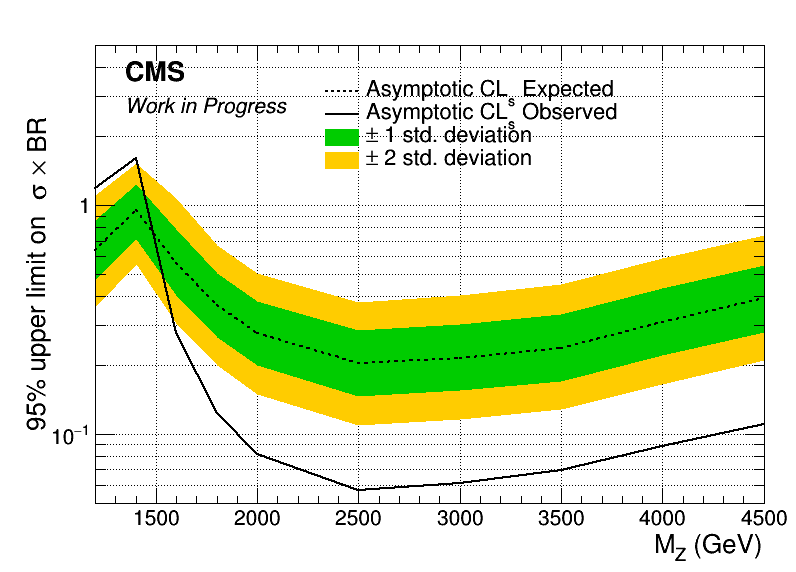 CMS
Work in Progress
Asymptotic CLs Expected
Asymptotic CLs Observed
± 1 std. deviation
± 2 std. deviation
95% upper limit on σ × BR
1
10⁻¹
1500 2000 2500 3000 3500 4000 4500
MZ (GeV)